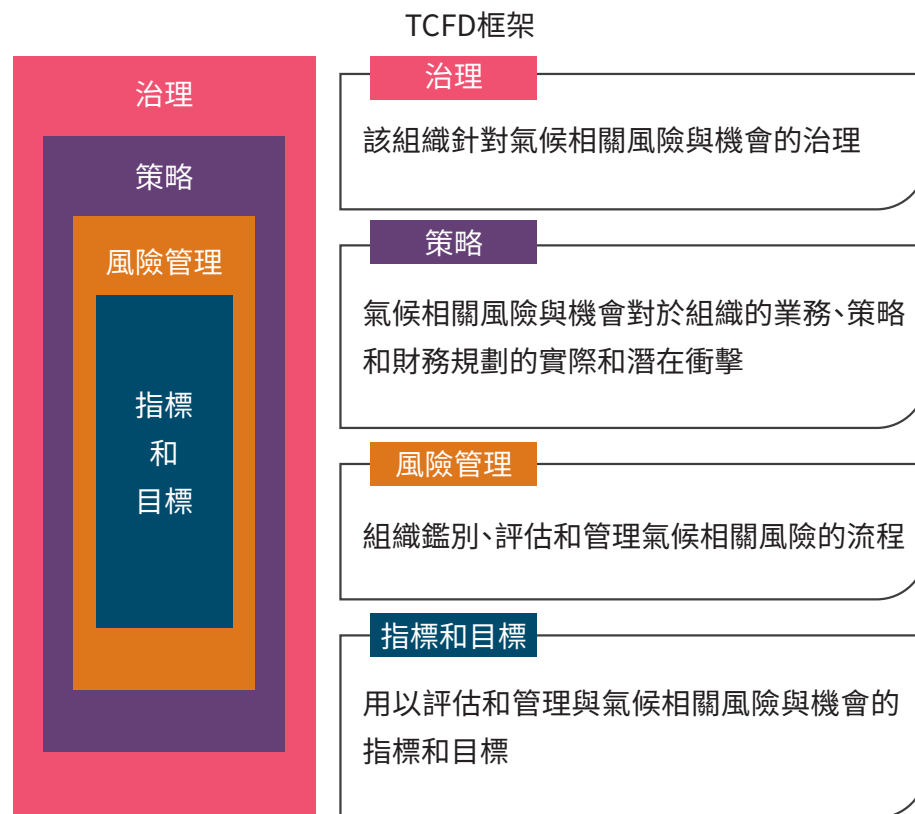 TCFD框架
治理
策略
風險管理
指標
和
目標
治理
該組織針對氣候相關風險與機會的治理
策略
氣候相關風險與機會對於組織的業務、策略
和財務規劃的實際和潛在衝擊
風險管理
組織鑑別、評估和管理氣候相關風險的流程
指標和目標
用以評估和管理與氣候相關風險與機會的
指標和目標